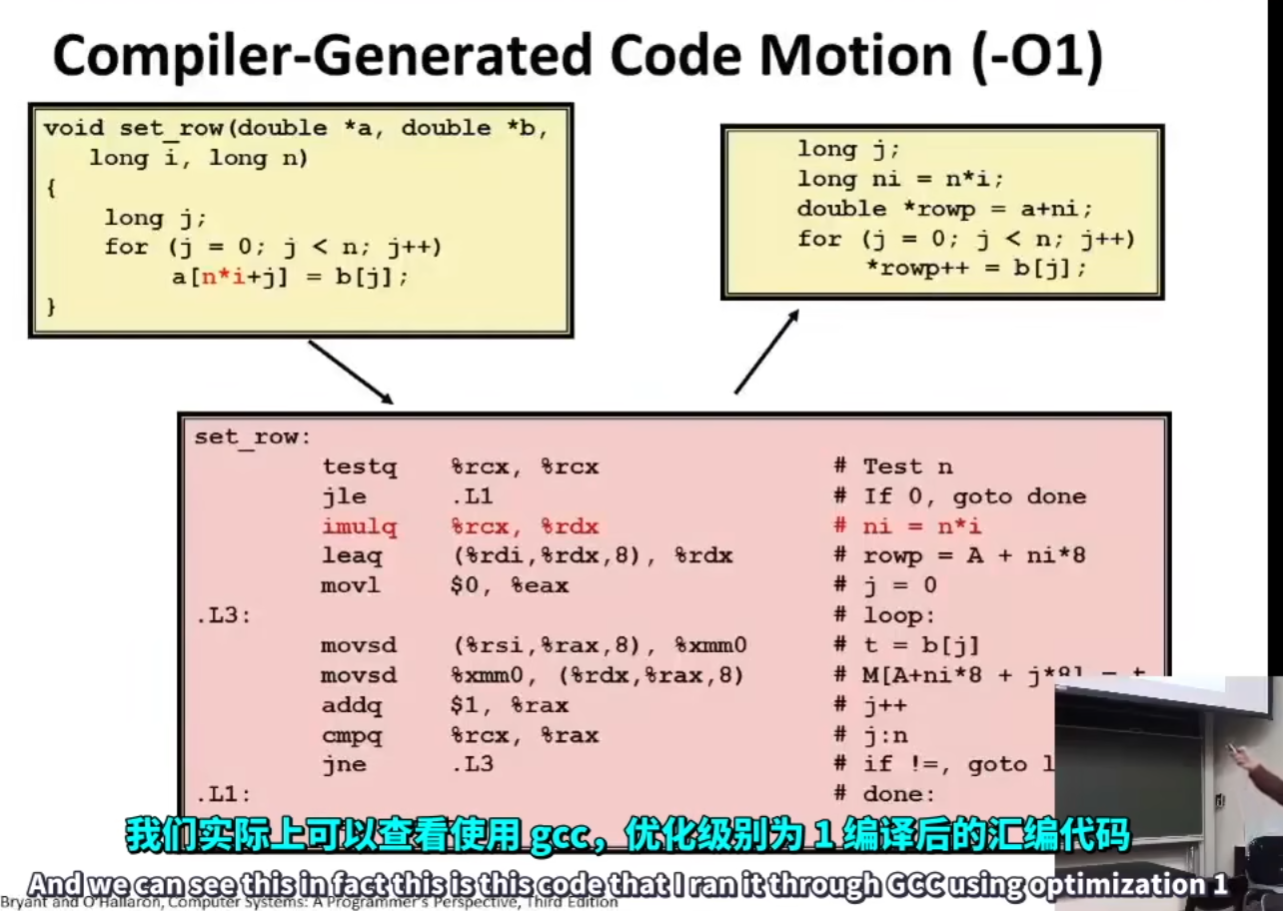 Compiler-Generated Code Motion (-O1)
void set_row(double *a, double *b,
long i, long n)
{
long j;
for (j = 0; j < n; j++)
a[n*i+j] = b[j];
}
long j;
long ni = n*i;
double *rowp = a+ni;
for (j = 0; j < n; j++)
*rowp++ = b[j];
set_row:
testq %rcx, %rcx # Test n
jle .L1 # If 0, goto done
imulq %rcx, %rdx # ni = n*i
leaq (%rdi,%rdx,8), %rdx # rowp = A + ni*8
movl $0, %eax # j = 0
.L3: # loop:
movsd (%rsi,%rax,8), %xmm0 # t = b[j]
movsd %xmm0, (%rdx,%rax,8) # M[A+ni*8 + j*8] = t
addq $1, %rax # j++
cmpq %rcx, %rax # j:n
jne .L3 # if !=, goto
.L1: # done:
我们实际上可以查看使用 gcc，优化级别为 1 编译后的汇编代码
And we can see this in fact this is this code that I ran it through GCC using optimization 1
Bryant and O'Hallaron, Computer Systems: A Programmer's Perspective, Third Edition